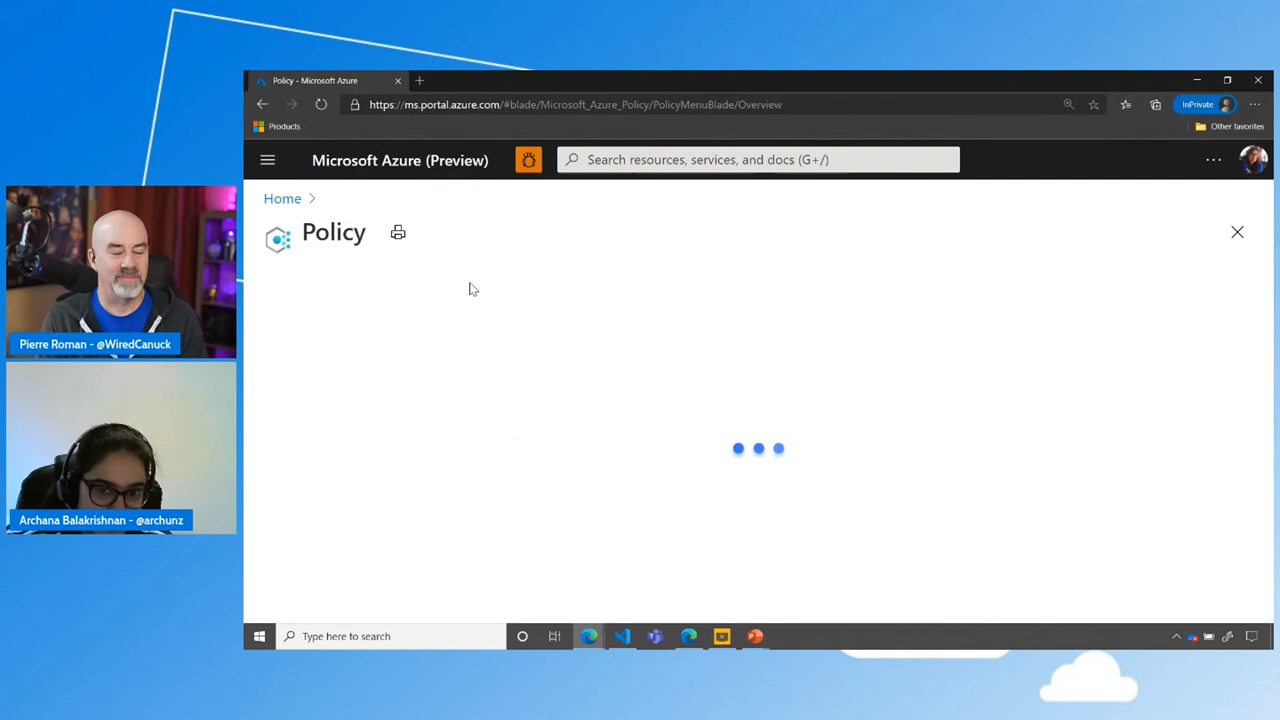 Policy - Microsoft Azure
https://ms.portal.azure.com/#blade/Microsoft_Azure_Policy/PolicyMenuBlade/Overview
InPrivate
Products
Other favorites
Microsoft Azure (Preview)
Search resources, services, and docs (G+/)
Home
Policy
Pierre Roman - @WiredCanuck
Archana Balakrishnan - @archunz
Type here to search